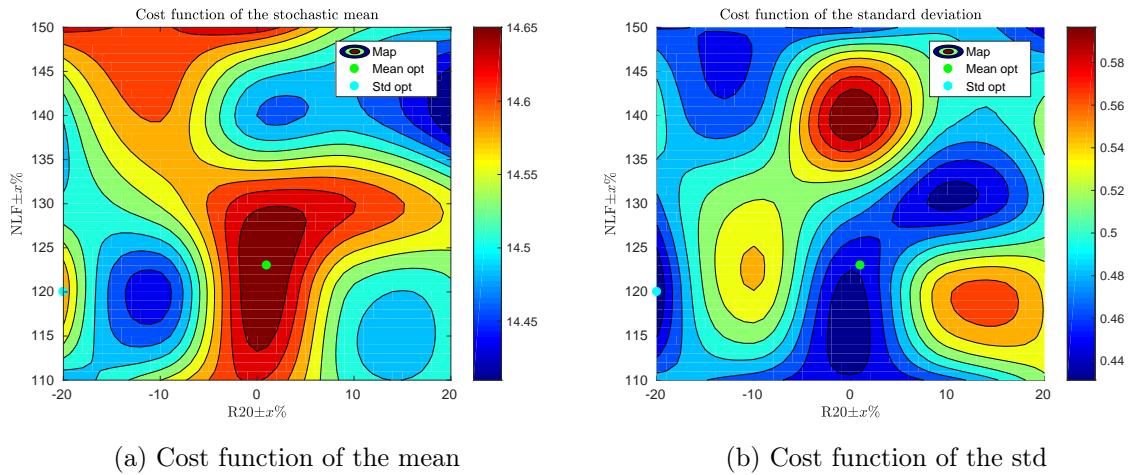 Cost function of the stochastic mean
150
145
140
135
130
125
120
115
110
NLF±x%
-20
-10
0
10
20
R20±x%
Map
Mean opt
Std opt
14.65
14.6
14.55
14.5
14.45
(a) Cost function of the mean
Cost function of the standard deviation
150
145
140
135
130
125
120
115
110
NLF±x%
-20
-10
0
10
20
R20±x%
Map
Mean opt
Std opt
0.58
0.56
0.54
0.52
0.5
0.48
0.46
0.44
(b) Cost function of the std